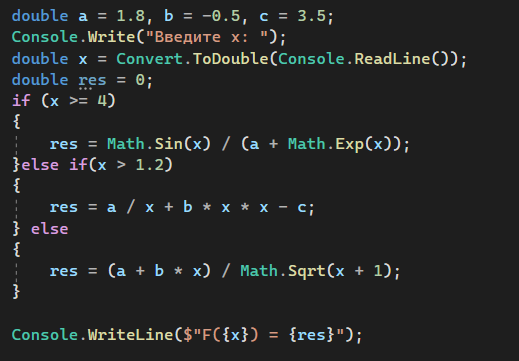 double a = 1.8, b = -0.5, c = 3.5;
Console.Write("Введите x: ");
double x = Convert.ToDouble(Console.ReadLine());
double res = 0;
if (x >= 4)
{
    res = Math.Sin(x) / (a + Math.Exp(x));
}else if(x > 1.2)
{
    res = a / x + b * x * x - c;
} else
{
    res = (a + b * x) / Math.Sqrt(x + 1);
}
Console.WriteLine($"F({x}) = {res}");